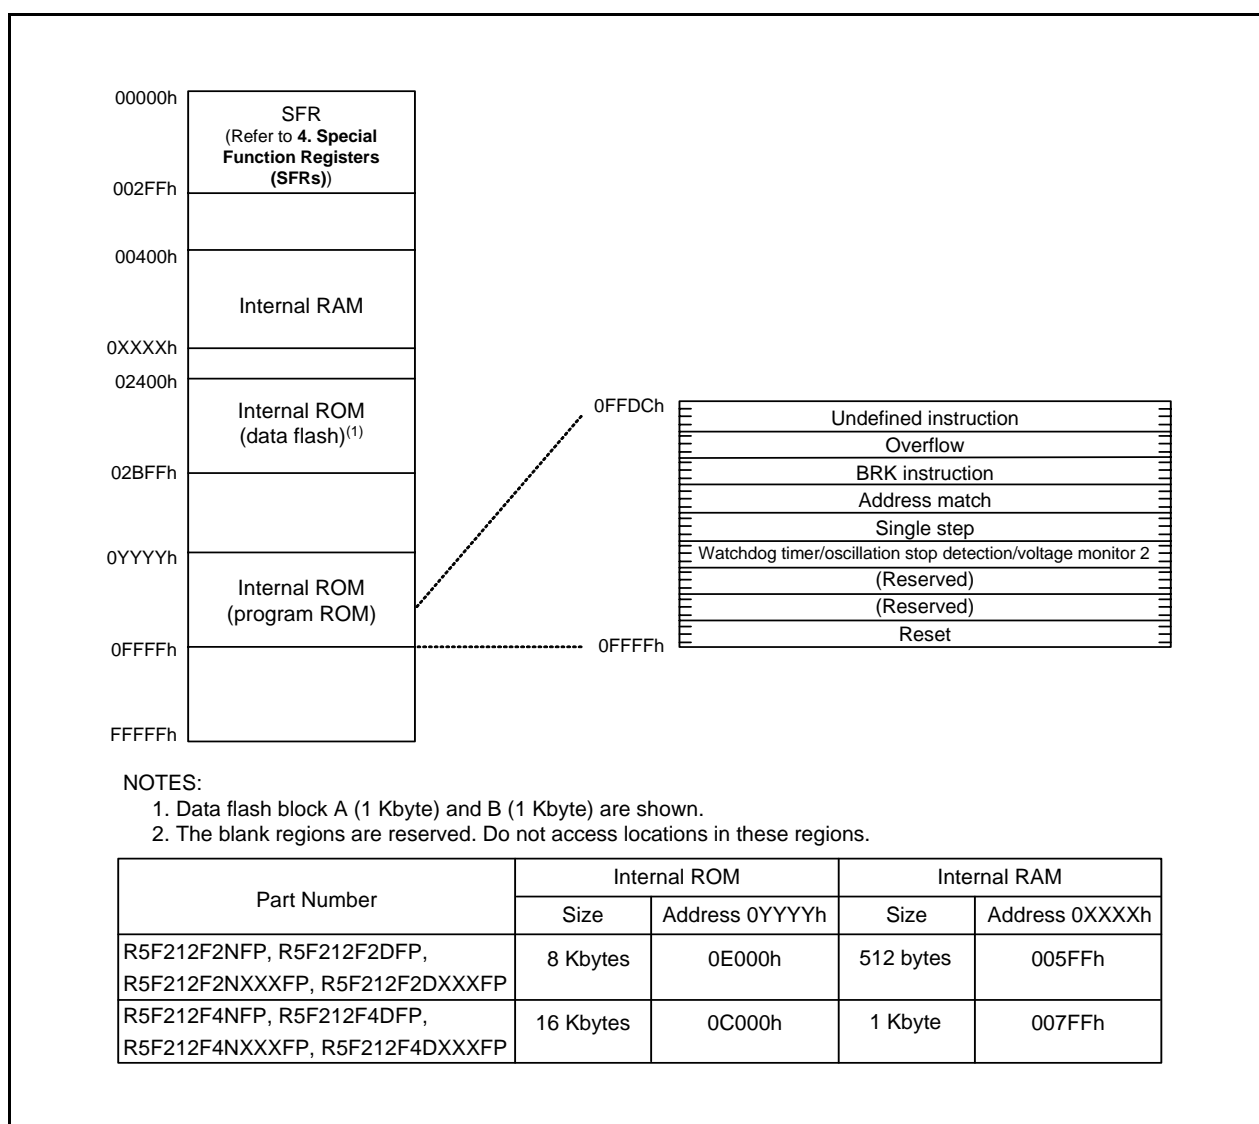 00000h
SFR
(Refer to 4. Special
Function Registers
(SFRs))
002FFh
00400h
Internal RAM
0XXXXh
02400h
Internal ROM
(data flash)(1)
02BFFh
0YYYYh
Internal ROM
(program ROM)
0FFFFh
FFFFFh
0FFDCh
Undefined instruction
Overflow
BRK instruction
Address match
Single step
Watchdog timer/oscillation stop detection/voltage monitor 2
(Reserved)
(Reserved)
Reset
0FFFFh
NOTES:
1. Data flash block A (1 Kbyte) and B (1 Kbyte) are shown.
2. The blank regions are reserved. Do not access locations in these regions.
Part Number Internal ROM Internal RAM
Size Address 0YYYYh Size Address 0XXXXh
R5F212F2NFP, R5F212F2DFP,
R5F212F2NXXXFP, R5F212F2DXXXFP
8 Kbytes 0E000h 512 bytes 005FFh
R5F212F4NFP, R5F212F4DFP,
R5F212F4NXXXFP, R5F212F4DXXXFP
16 Kbytes 0C000h 1 Kbyte 007FFh